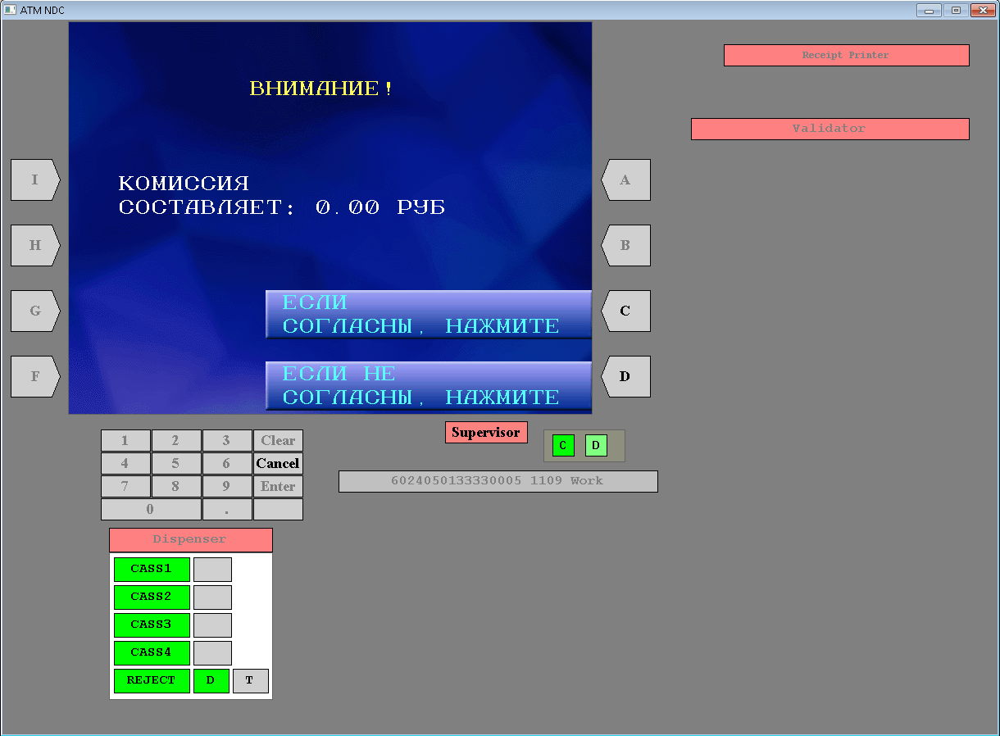 ATM NDC
Receipt Printer
ВНИМАНИЕ!
Validator
I
КОМИССИЯ
A
СОСТАВЛЯЕТ: 0.00 РУБ
H
B
ЕСЛИ
G
C
СОГЛАСНЫ, НАЖМИТЕ
ЕСЛИ НЕ
F
D
СОГЛАСНЫ, НАЖМИТЕ
Supervisor
1 2 3 Clear
C D
4 5 6 Cancel
6024050133330005 1109 Work
7 8 9 Enter
0 .
Dispenser
CASS1
CASS2
CASS3
CASS4
REJECT D T